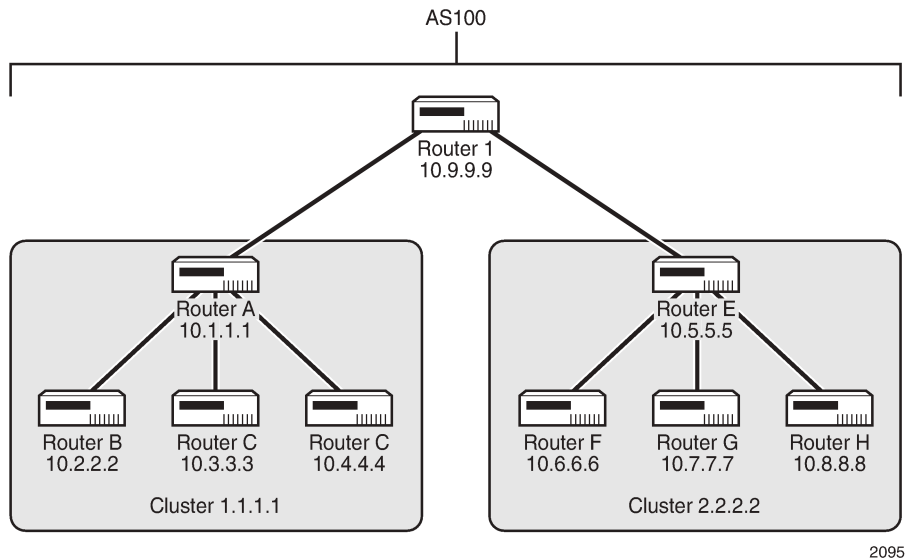 AS100
Router 1
10.9.9.9
Router A
10.1.1.1
Router E
10.5.5.5
Router B
10.2.2.2
Router C
10.3.3.3
Router C
10.4.4.4
Router F
10.6.6.6
Router G
10.7.7.7
Router H
10.8.8.8
Cluster 1.1.1.1
Cluster 2.2.2.2
2095